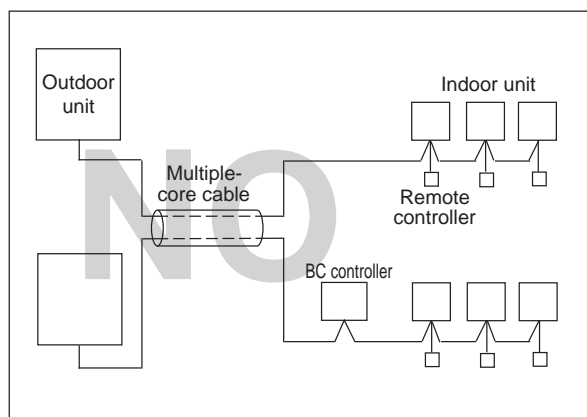 Outdoor
unit
Indoor unit
NO
Multiple-
core cable
Remote
controller
BC controller